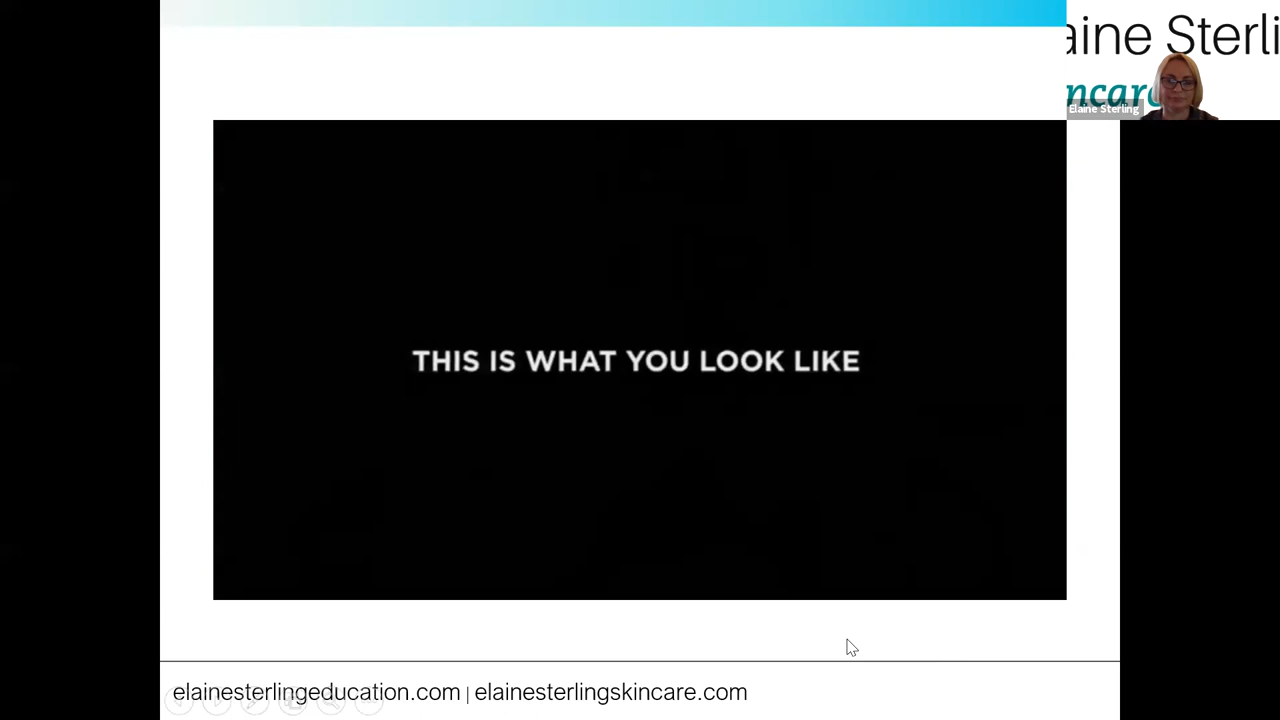 aine Sterli
ncare
Elaine Sterling
THIS IS WHAT YOU LOOK LIKE
elainesterlingeducation.com | elainesterlingskincare.com